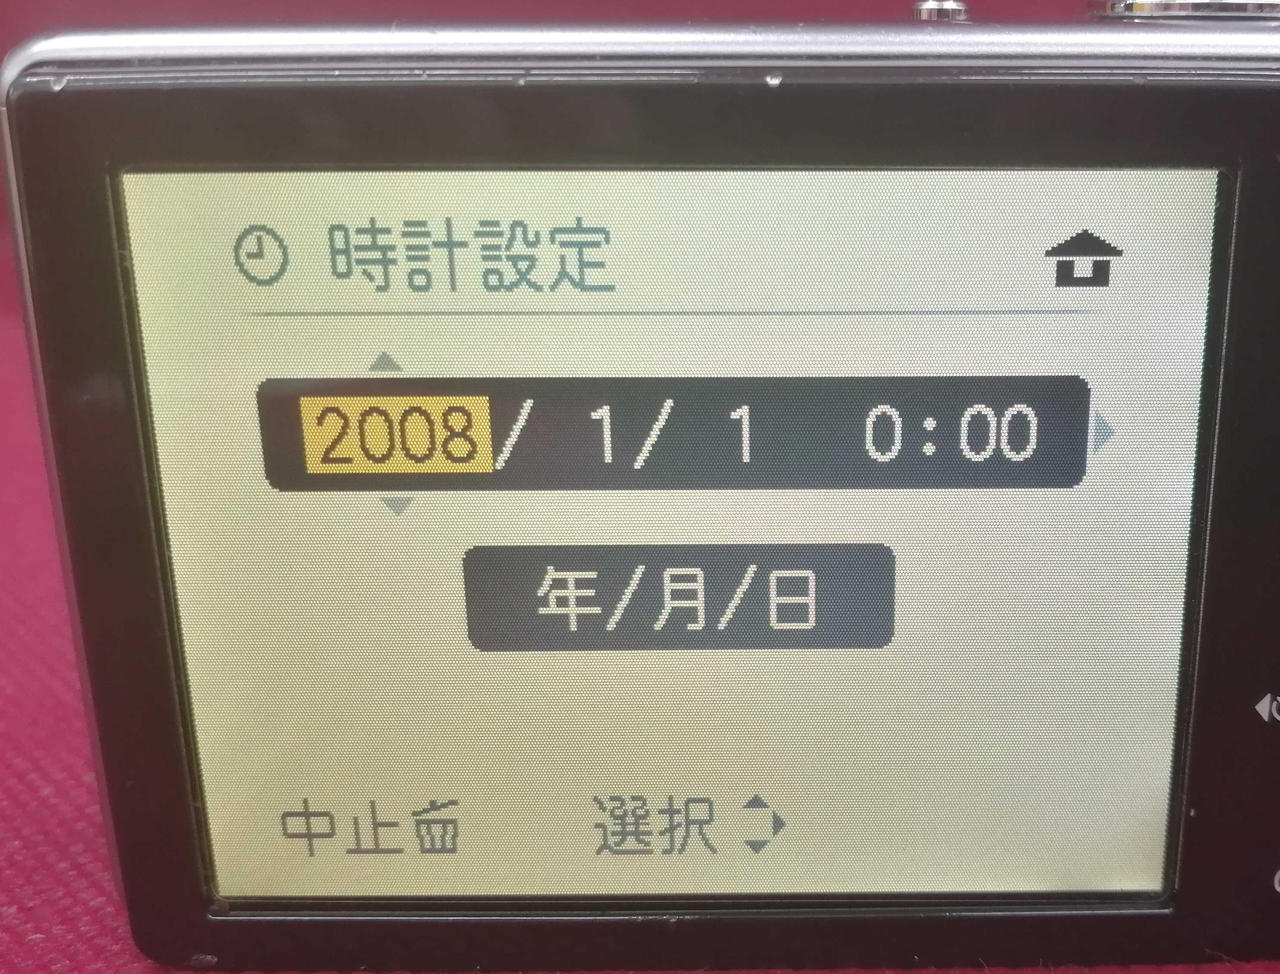 時計設定
2008/ 1/ 1 0:00
年/月/日
中止 選択